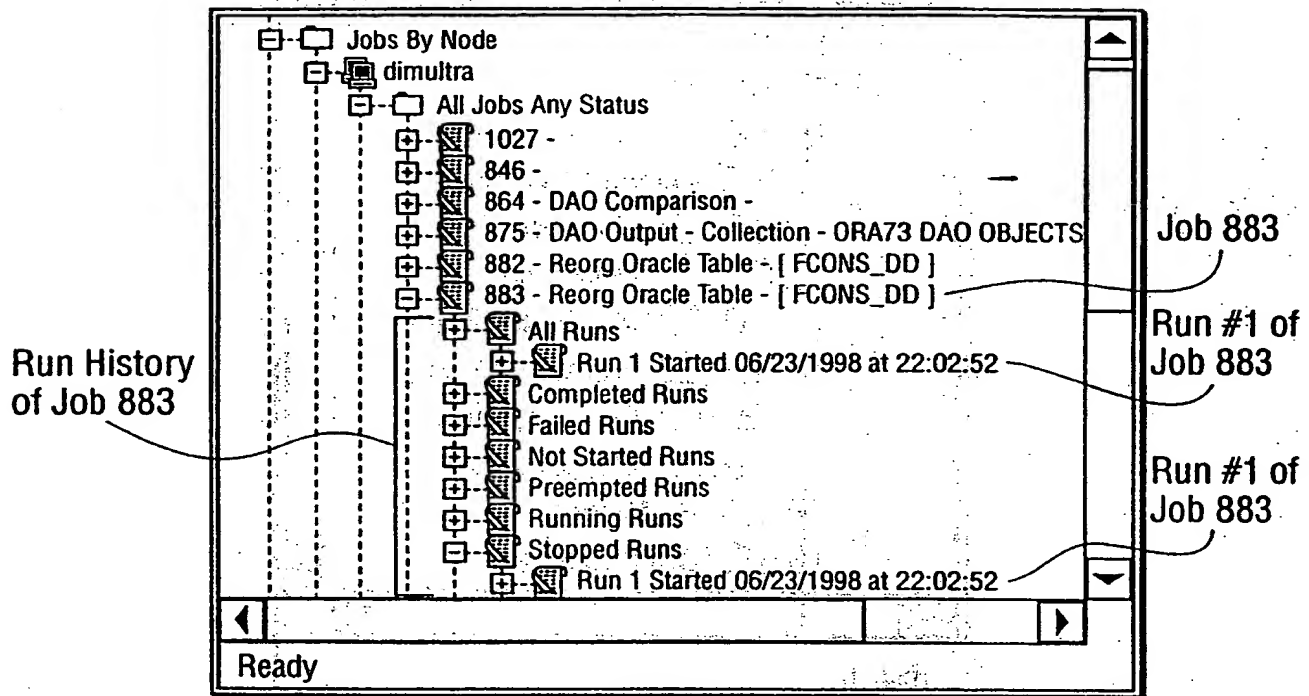 Jobs By Node
dimultra
All Jobs Any Status
1027 -
846 -
864 - DAO Comparison -
875 - DAO Output - Collection - ORA73 DAO OBJECTS
882 - Reorg Oracle Table - [ FCONS_DD ]
883 - Reorg Oracle Table - [ FCONS_DD ]
All Runs
Run 1 Started 06/23/1998 at 22:02:52
Completed Runs
Failed Runs
Not Started Runs
Preempted Runs
Running Runs
Stopped Runs
Run 1 Started 06/23/1998 at 22:02:52
Ready
Run History
of Job 883
Job 883
Run #1 of
Job 883
Run #1 of
Job 883